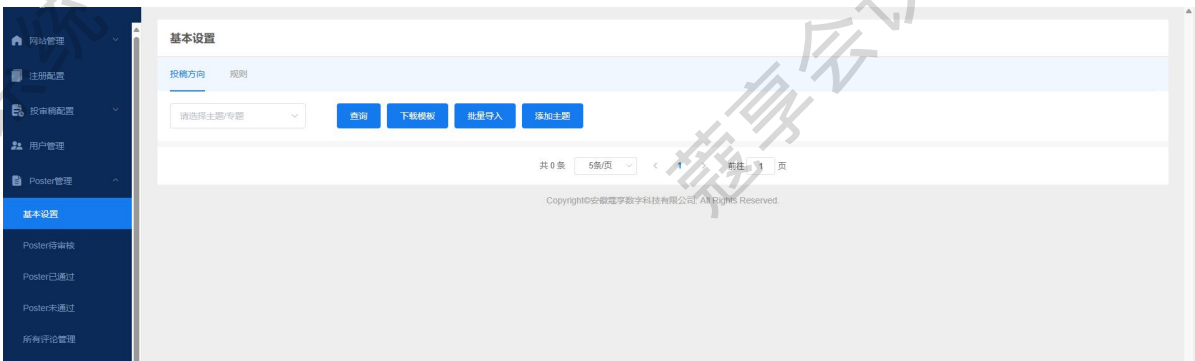 网站管理
注册配置
投审稿配置
用户管理
Poster管理
基本设置
Poster待审核
Poster已通过
Poster未通过
所有评论管理
基本设置
投稿方向 规则
请选择主题/专题 查询 下载模板 批量导入 添加主题
共 0 条 5条/页 1 前往 1 页
Copyright©安徽蔻享数字科技有限公司. All Rights Reserved.
蔻享会议
统